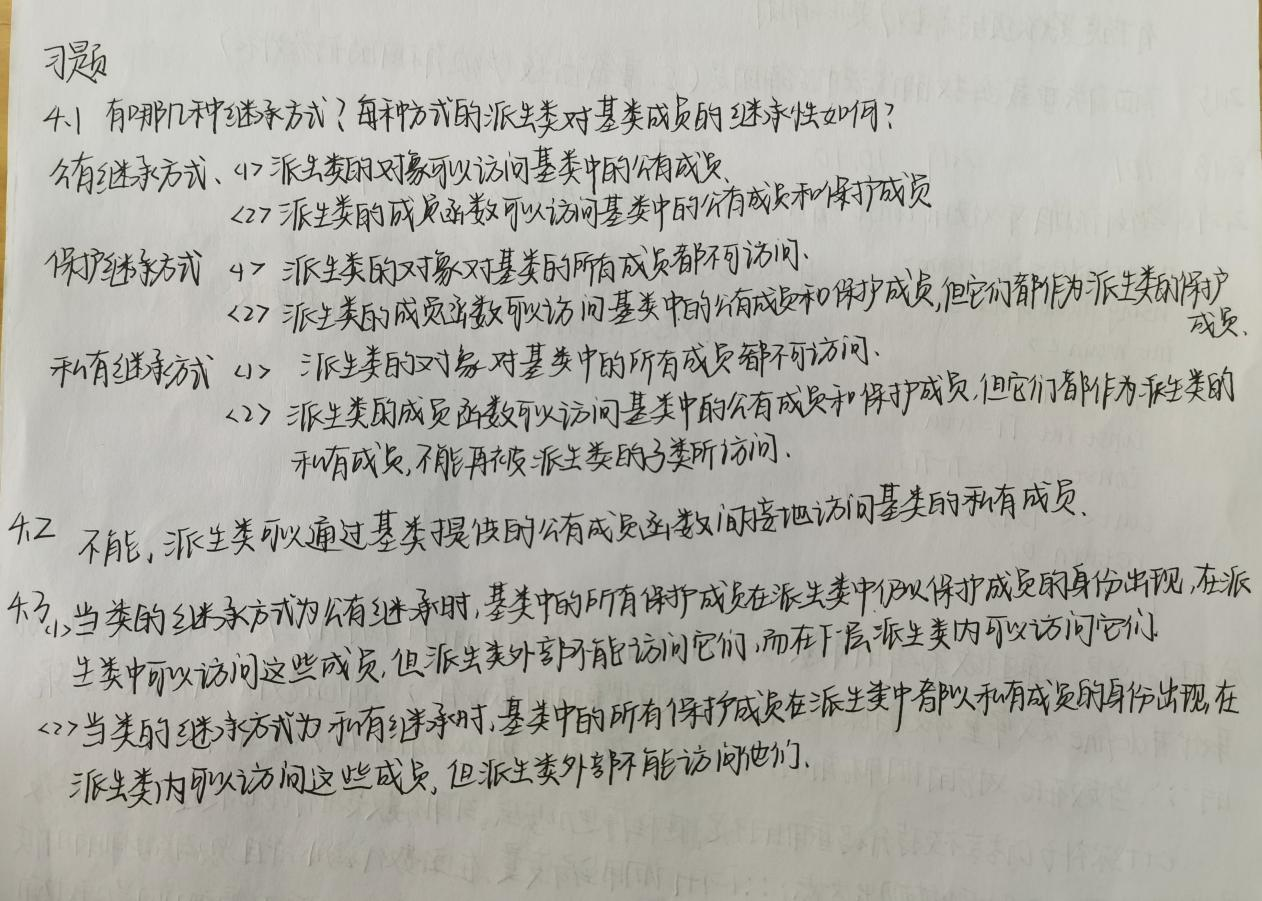 习题
4.1 有哪几种继承方式？每种方式的派生类对基类成员的继承性如何？
公有继承方式、<1> 派生类的对象可以访问基类中的公有成员、
<2> 派生类的成员函数可以访问基类中的公有成员和保护成员
保护继承方式 <1> 派生类的对象对基类的所有成员都不可访问、
<2> 派生类的成员函数可以访问基类中的公有成员和保护成员,但它们都作为派生类的保护
成员、
私有继承方式 <1> 派生类的对象对基类中的所有成员都不可访问、
<2> 派生类的成员函数可以访问基类中的公有成员和保护成员,但它们都作为派生类的
私有成员,不能再被派生类的子类所访问、
4.2 不能,派生类可以通过基类提供的公有成员函数间接地访问基类的私有成员、
4.3 <1>当类的继承方式为公有继承时,基类中的所有保护成员在派生类中仍以保护成员的身份出现,在派
生类中可以访问这些成员,但派生类外部不能访问它们,而在下层派生类内可以访问它们、
<2>当类的继承方式为私有继承时,基类中的所有保护成员在派生类中都以私有成员的身份出现,在
派生类内可以访问这些成员,但派生类外部不能访问他们、